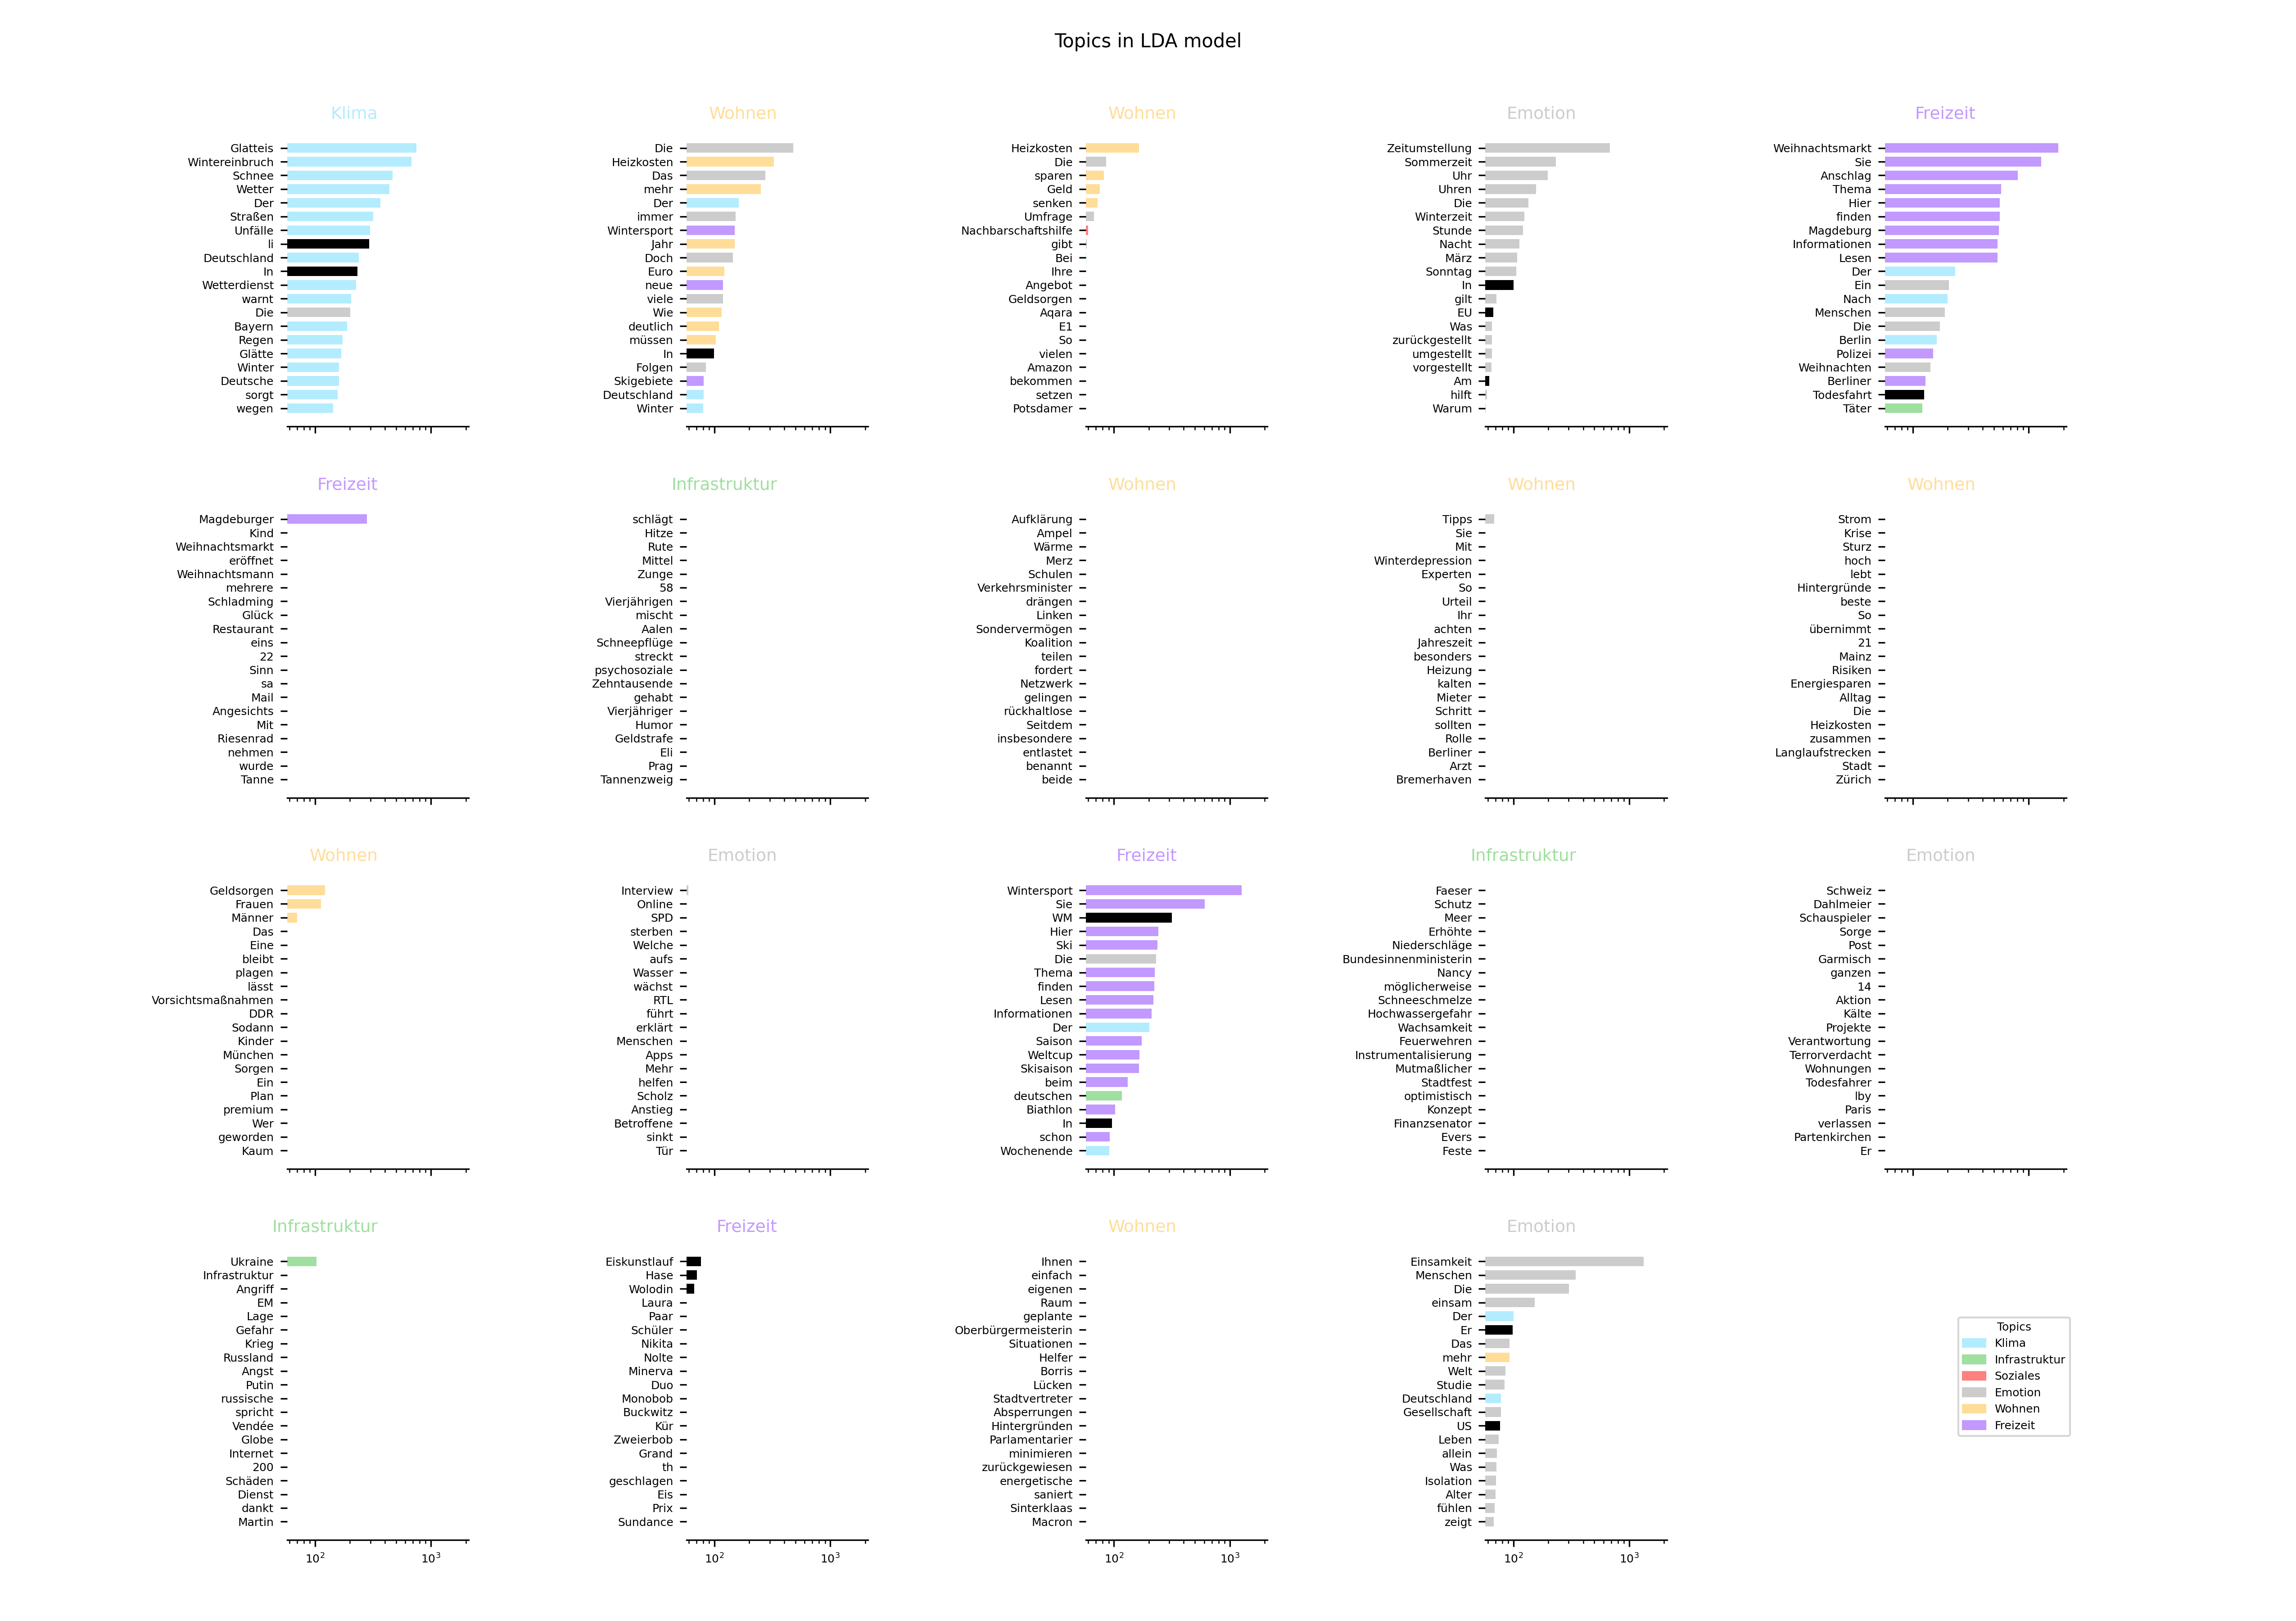 Topics in LDA model
Klima
Glatteis
Wintereinbruch
Schnee
Wetter
Der
Straßen
Unfälle
li
Deutschland
In
Wetterdienst
warnt
Die
Bayern
Regen
Glätte
Winter
Deutsche
sorgt
wegen
Wohnen
Die
Heizkosten
Das
mehr
Der
immer
Wintersport
Jahr
Doch
Euro
neue
viele
Wie
deutlich
müssen
In
Folgen
Skigebiete
Deutschland
Winter
Wohnen
Heizkosten
Die
sparen
Geld
senken
Umfrage
Nachbarschaftshilfe
gibt
Bei
Ihre
Angebot
Geldsorgen
Aqara
E1
So
vielen
Amazon
bekommen
setzen
Potsdamer
Emotion
Zeitumstellung
Sommerzeit
Uhr
Uhren
Die
Winterzeit
Stunde
Nacht
März
Sonntag
In
gilt
EU
Was
zurückgestellt
umgestellt
vorgestellt
Am
hilft
Warum
Freizeit
Weihnachtsmarkt
Sie
Anschlag
Thema
Hier
finden
Magdeburg
Informationen
Lesen
Der
Ein
Nach
Menschen
Die
Berlin
Polizei
Weihnachten
Berliner
Todesfahrt
Täter
Freizeit
Magdeburger
Kind
Weihnachtsmarkt
eröffnet
Weihnachtsmann
mehrere
Schladming
Glück
Restaurant
eins
22
Sinn
sa
Mail
Angesichts
Mit
Riesenrad
nehmen
wurde
Tanne
Infrastruktur
schlägt
Hitze
Rute
Mittel
Zunge
58
Vierjährigen
mischt
Aalen
Schneepflüge
streckt
psychosoziale
Zehntausende
gehabt
Vierjähriger
Humor
Geldstrafe
Eli
Prag
Tannenzweig
Wohnen
Aufklärung
Ampel
Wärme
Merz
Schulen
Verkehrsminister
drängen
Linken
Sondervermögen
Koalition
teilen
fordert
Netzwerk
gelingen
rückhaltlose
Seitdem
insbesondere
entlastet
benannt
beide
Wohnen
Tipps
Sie
Mit
Winterdepression
Experten
So
Urteil
Ihr
achten
Jahreszeit
besonders
Heizung
kalten
Mieter
Schritt
sollten
Rolle
Berliner
Arzt
Bremerhaven
Wohnen
Strom
Krise
Sturz
hoch
lebt
Hintergründe
beste
So
übernimmt
21
Mainz
Risiken
Energiesparen
Alltag
Die
Heizkosten
zusammen
Langlaufstrecken
Stadt
Zürich
Wohnen
Geldsorgen
Frauen
Männer
Das
Eine
bleibt
plagen
lässt
Vorsichtsmaßnahmen
DDR
Sodann
Kinder
München
Sorgen
Ein
Plan
premium
Wer
geworden
Kaum
Emotion
Interview
Online
SPD
sterben
Welche
aufs
Wasser
wächst
RTL
führt
erklärt
Menschen
Apps
Mehr
helfen
Scholz
Anstieg
Betroffene
sinkt
Tür
Freizeit
Wintersport
Sie
WM
Hier
Ski
Die
Thema
finden
Lesen
Informationen
Der
Saison
Weltcup
Skisaison
beim
deutschen
Biathlon
In
schon
Wochenende
Infrastruktur
Faeser
Schutz
Meer
Erhöhte
Niederschläge
Bundesinnenministerin
Nancy
möglicherweise
Schneeschmelze
Hochwassergefahr
Wachsamkeit
Feuerwehren
Instrumentalisierung
Mutmaßlicher
Stadtfest
optimistisch
Konzept
Finanzsenator
Evers
Feste
Emotion
Schweiz
Dahlmeier
Schauspieler
Sorge
Post
Garmisch
ganzen
14
Aktion
Kälte
Projekte
Verantwortung
Terrorverdacht
Wohnungen
Todesfahrer
lby
Paris
verlassen
Partenkirchen
Er
Infrastruktur
Ukraine
Infrastruktur
Angriff
EM
Lage
Gefahr
Krieg
Russland
Angst
Putin
russische
spricht
Vendée
Globe
Internet
200
Schäden
Dienst
dankt
Martin
10² 10³
Freizeit
Eiskunstlauf
Hase
Wolodin
Laura
Paar
Schüler
Nikita
Nolte
Minerva
Duo
Monobob
Buckwitz
Kür
Zweierbob
Grand
th
geschlagen
Eis
Prix
Sundance
10² 10³
Wohnen
Ihnen
einfach
eigenen
Raum
geplante
Oberbürgermeisterin
Situationen
Helfer
Borris
Lücken
Stadtvertreter
Absperrungen
Hintergründen
Parlamentarier
minimieren
zurückgewiesen
energetische
saniert
Sinterklaas
Macron
10² 10³
Emotion
Einsamkeit
Menschen
Die
einsam
Der
Er
Das
mehr
Welt
Studie
Deutschland
Gesellschaft
US
Leben
allein
Was
Isolation
Alter
fühlen
zeigt
10² 10³
Topics
Klima
Infrastruktur
Soziales
Emotion
Wohnen
Freizeit